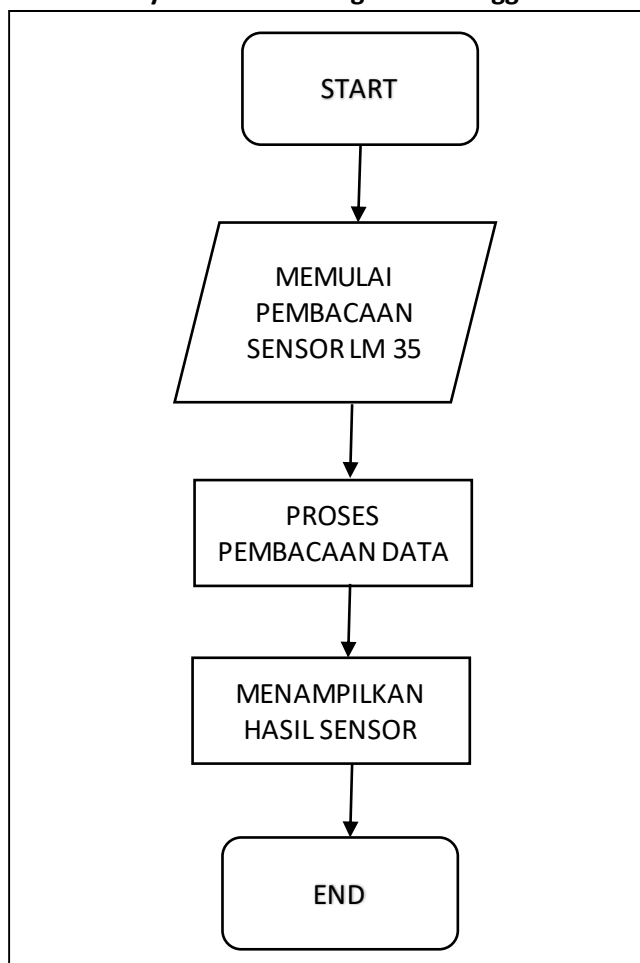 START
MEMULAI
PEMBACAAN
SENSOR LM 35
PROSES
PEMBACAAN DATA
MENAMPILKAN
HASIL SENSOR
END